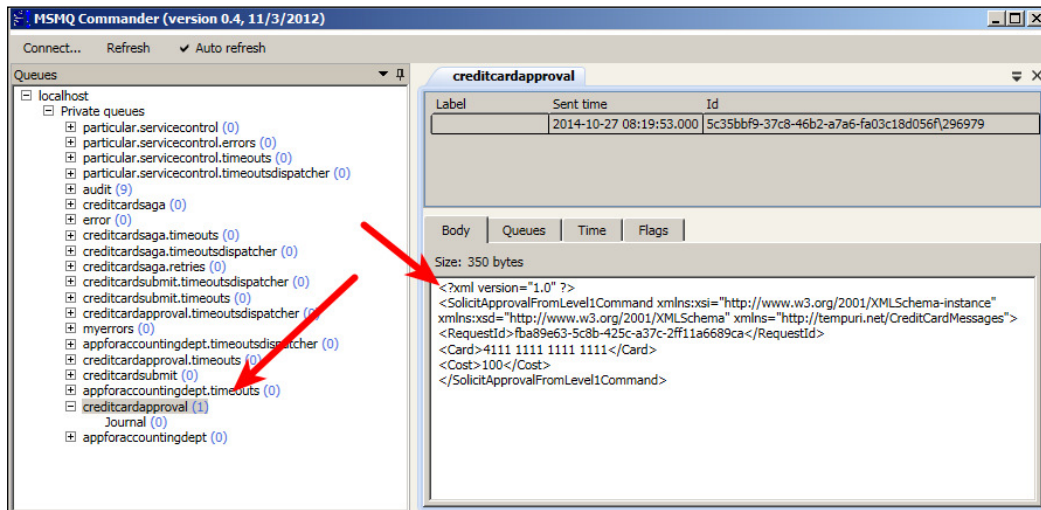 MSMQ Commander (version 0.4, 11/3/2012)
Connect... Refresh ✔ Auto refresh
Queues
localhost
Private queues
particular.servicecontrol (0)
particular.servicecontrol.errors (0)
particular.servicecontrol.timeouts (0)
particular.servicecontrol.timeoutsdispatcher (0)
audit (9)
creditcardsaga (0)
error (0)
creditcardsaga.timeouts (0)
creditcardsaga.timeoutsdispatcher (0)
creditcardsaga.retries (0)
creditcardsubmit.timeoutsdispatcher (0)
creditcardsubmit.timeouts (0)
creditcardapproval.timeoutsdispatcher (0)
myerrors (0)
appforaccountingdept.timeoutsdispatcher (0)
creditcardapproval.timeouts (0)
creditcardsubmit (0)
appforaccountingdept.timeouts (0)
creditcardapproval (1)
Journal (0)
appforaccountingdept (0)
creditcardapproval
Label Sent time Id
2014-10-27 08:19:53.000 5c35bbf9-37c8-46b2-a7a6-fa03c18d056f\296979
Body Queues Time Flags
Size: 350 bytes
<?xml version="1.0" ?>
<SolicitApprovalFromLevel1Command xmlns:xsi="http://www.w3.org/2001/XMLSchema-instance"
xmlns:xsd="http://www.w3.org/2001/XMLSchema" xmlns="http://tempuri.net/CreditCardMessages">
<RequestId>fba89e63-5c8b-425c-a37c-2ff11a6689ca</RequestId>
<Card>4111 1111 1111 1111</Card>
<Cost>100</Cost>
</SolicitApprovalFromLevel1Command>